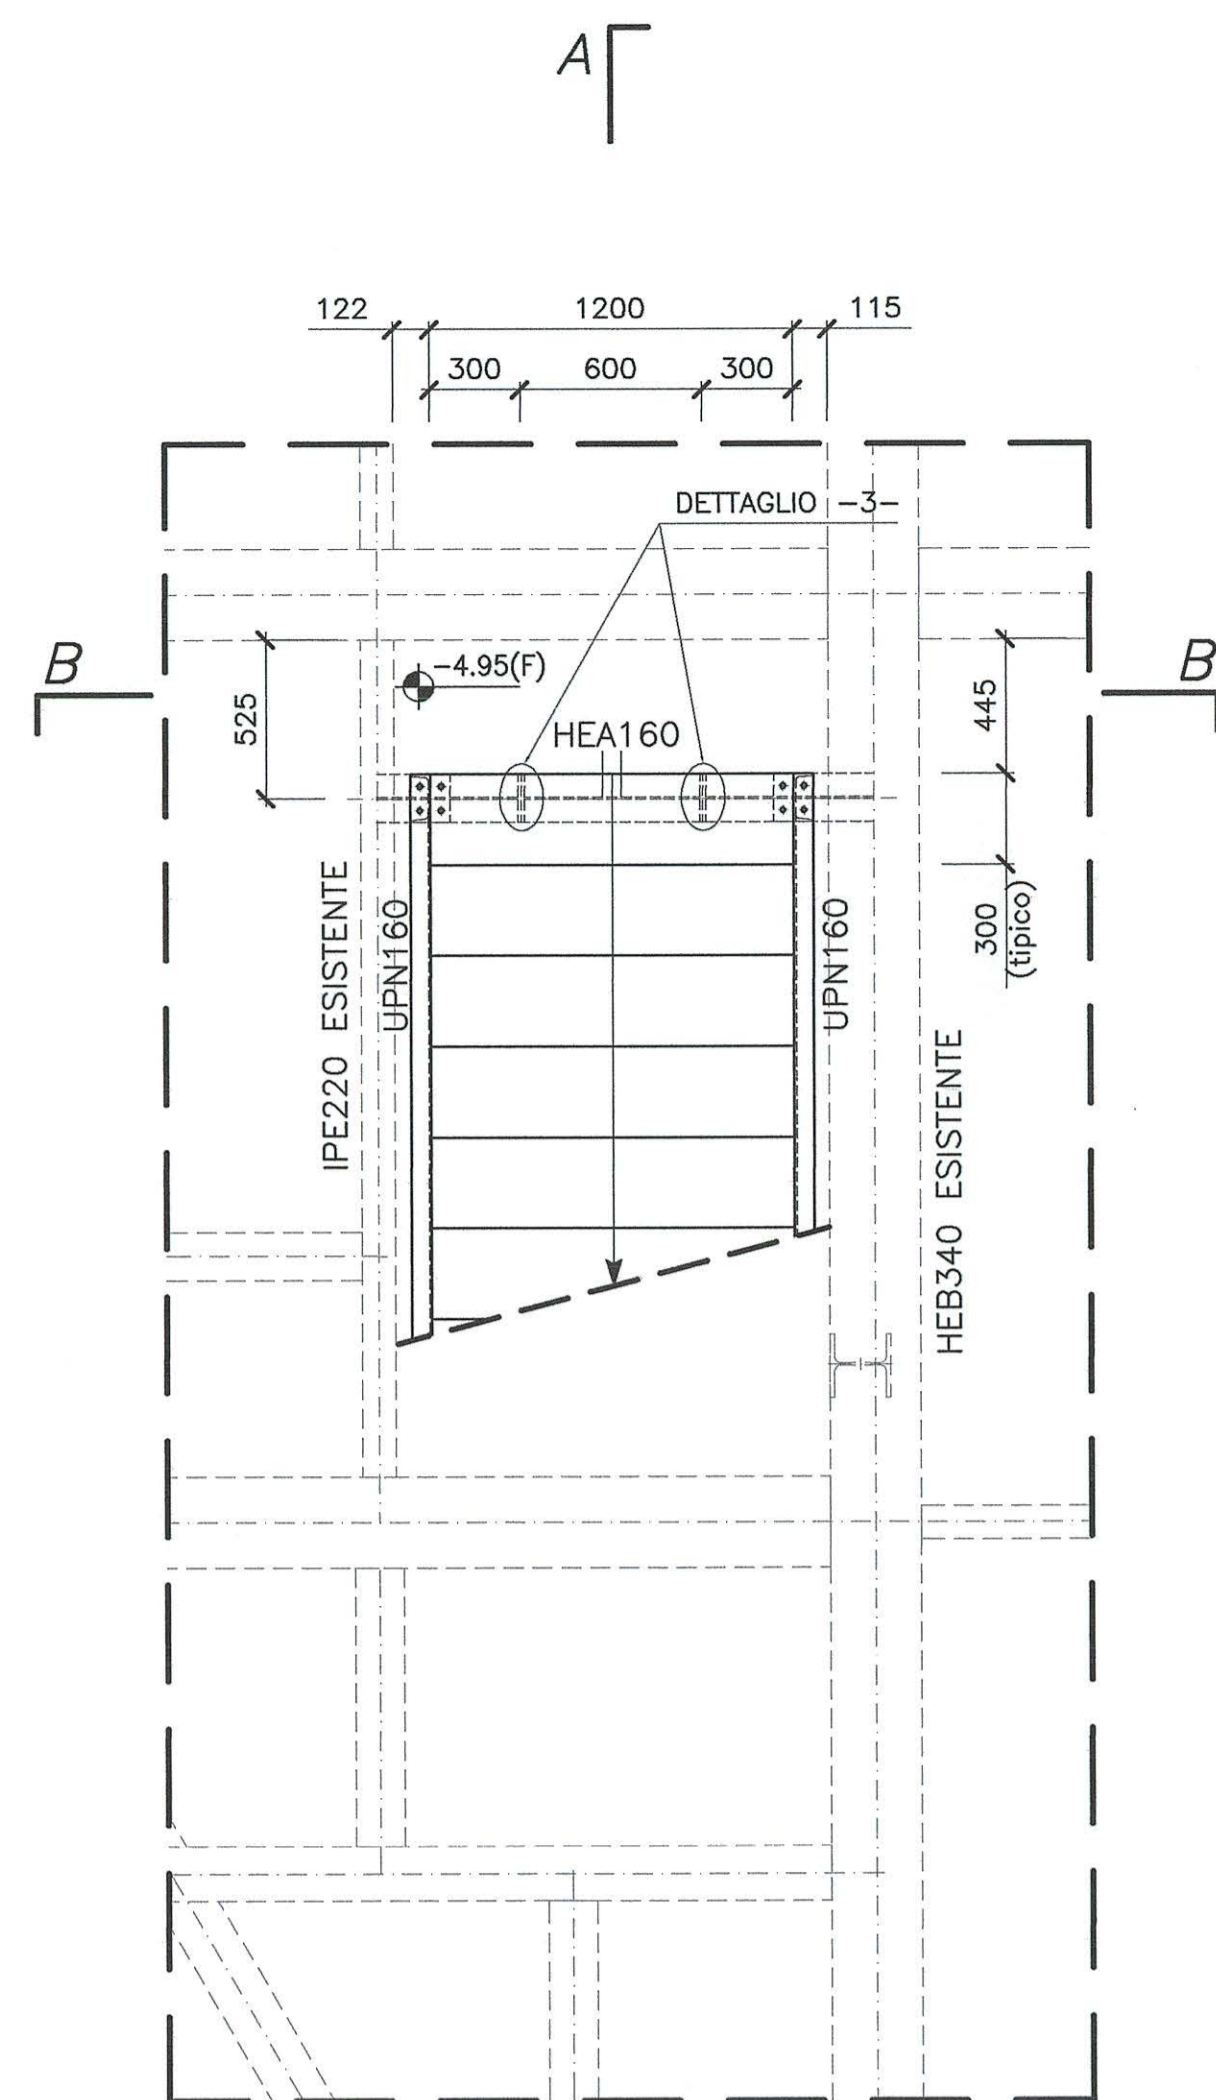 A
122
1200
115
300
600
300
DETTAGLIO -3-
B
B
-4.95(F)
525
445
HEA160
300
(tipico)
IPE220 ESISTENTE
UPN160
UPN160
HEB340 ESISTENTE